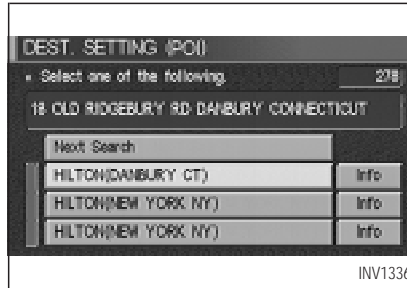 DEST. SETTING (POI)
Select one of the following. 278
18 OLD RIDGEBURY RD DANBURY CONNECTICUT
Next Search
HILTON(DANBURY CT) Info
HILTON(NEW YORK NY) Info
HILTON(NEW YORK NY) Info
INV1336